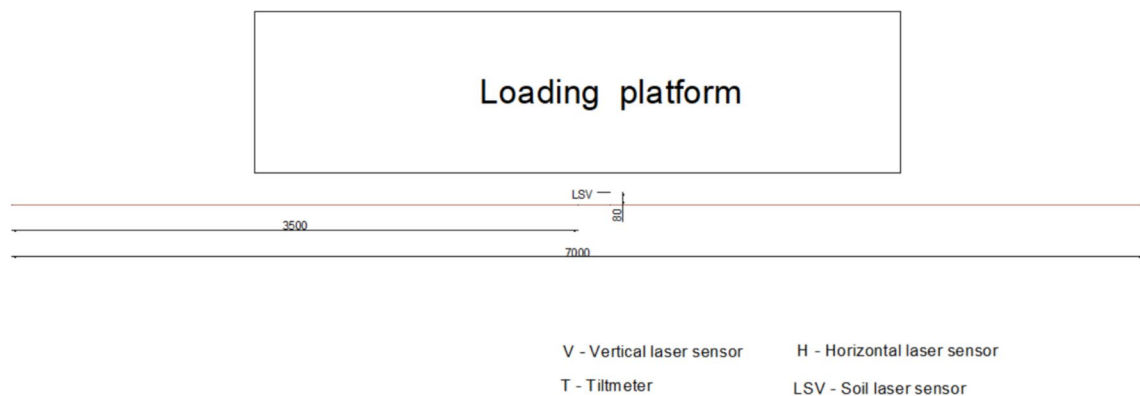 Loading platform
LSV
80
3500
7000
V - Vertical laser sensor
H - Horizontal laser sensor
T - Tiltmeter
LSV - Soil laser sensor